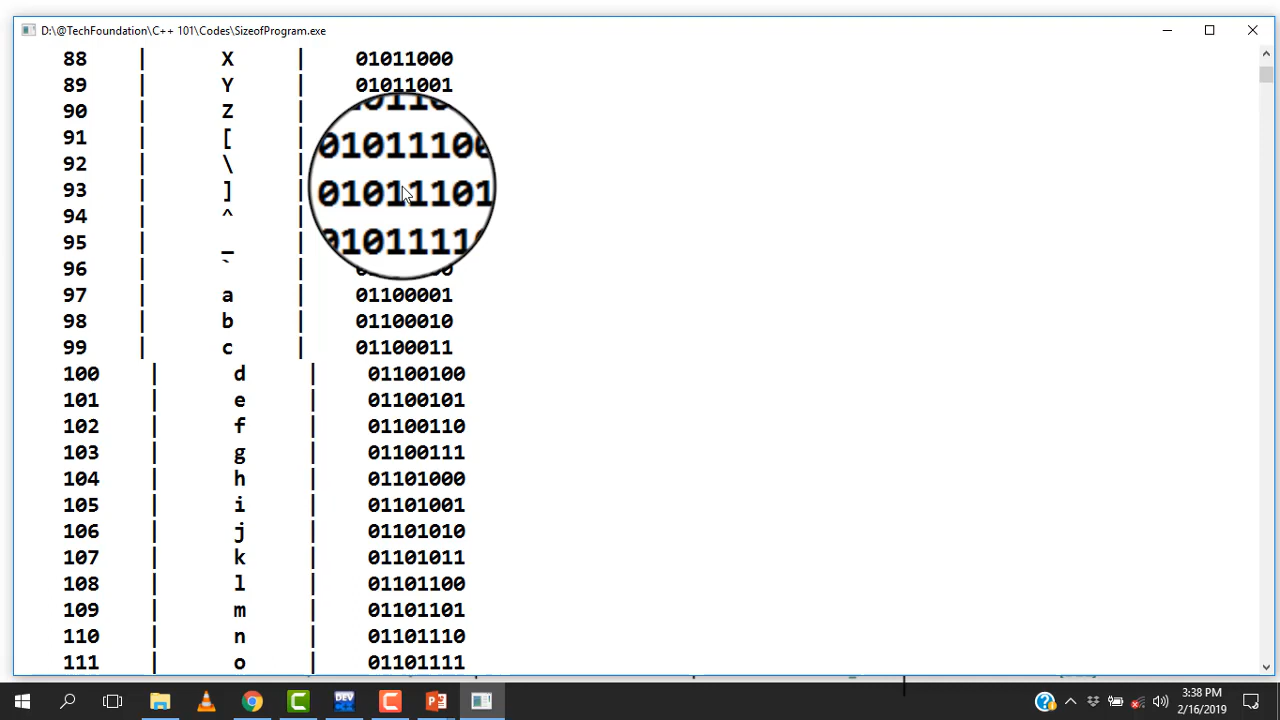 D:\@TechFoundation\C++ 101\Codes\SizeofProgram.exe
88 | X | 01011000
89 | Y | 01011001
90 | Z |
91 | [ | 01011100
92 | \ |
93 | ] | 01011101
94 | ^ |
95 | _ | 0101111
96 | ` |
97 | a | 01100001
98 | b | 01100010
99 | c | 01100011
100 | d | 01100100
101 | e | 01100101
102 | f | 01100110
103 | g | 01100111
104 | h | 01101000
105 | i | 01101001
106 | j | 01101010
107 | k | 01101011
108 | l | 01101100
109 | m | 01101101
110 | n | 01101110
111 | o | 01101111
DEV
3:38 PM
2/16/2019